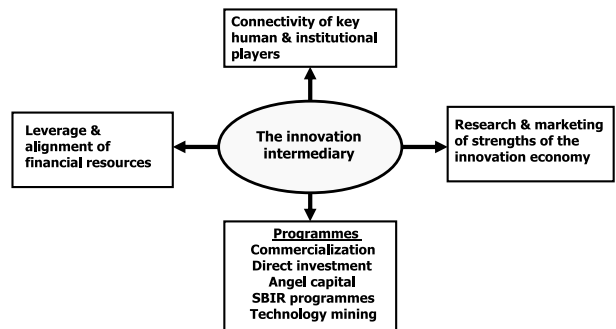 Connectivity of key
human & institutional
players
Leverage &
alignment of
financial resources
The innovation
intermediary
Research & marketing
of strengths of the
innovation economy
Programmes
Commercialization
Direct investment
Angel capital
SBIR programmes
Technology mining